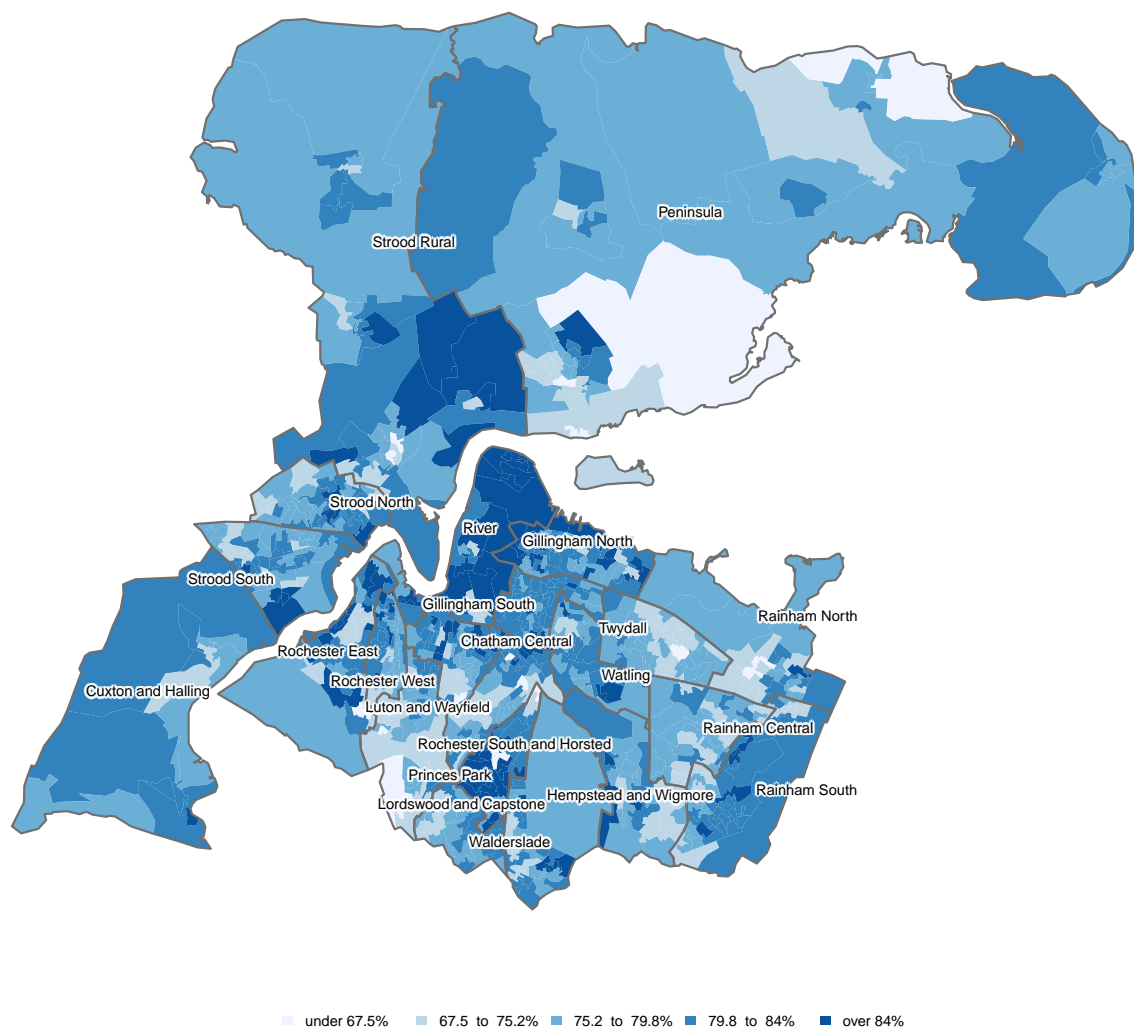 Peninsula
Strood Rural
Strood North
River
Gillingham North
Strood South
Gillingham South
Rainham North
Twydall
Chatham Central
Rochester East
Watling
Rochester West
Cuxton and Halling
Luton and Wayfield
Rainham Central
Rochester South and Horsted
Princes Park
Rainham South
Hempstead and Wigmore
Lordswood and Capstone
Walderslade
under 67.5% 67.5 to 75.2% 75.2 to 79.8% 79.8 to 84% over 84%